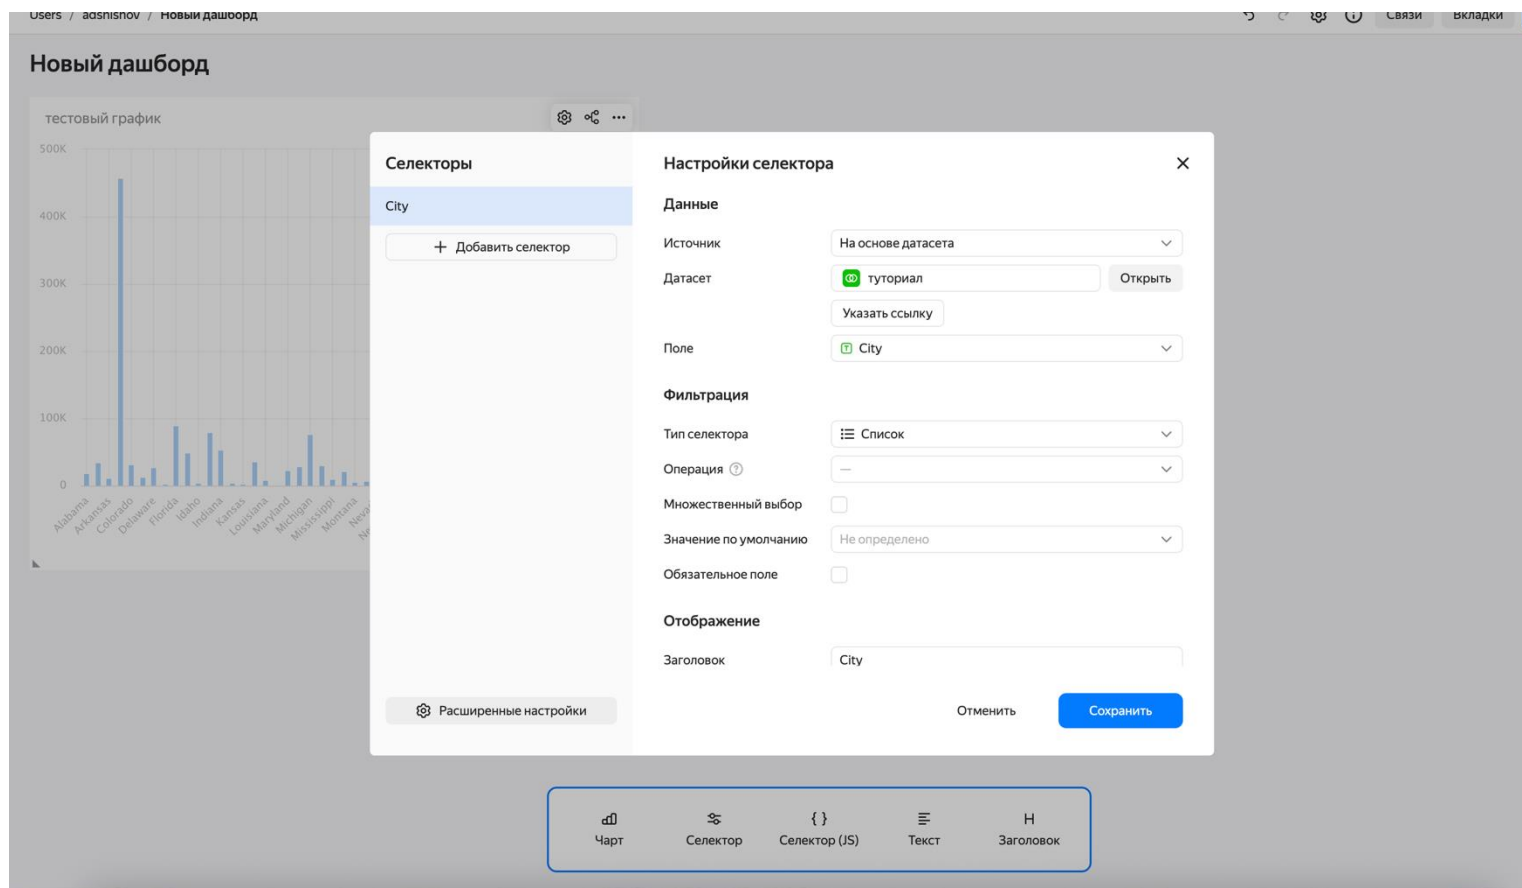 Users / adshishov / Новый дашборд
Связи
Вкладки
Новый дашборд
тестовый график
500K
400K
300K
200K
100K
0
Alabama
Arkansas
Colorado
Delaware
Florida
Idaho
Indiana
Kansas
Louisiana
Maryland
Michigan
Mississippi
Montana
Селекторы
City
+ Добавить селектор
Расширенные настройки
Настройки селектора
Данные
Источник
На основе датасета
Датасет
туториал
Открыть
Указать ссылку
Поле
City
Фильтрация
Тип селектора
Список
Операция ?
—
Множественный выбор
Значение по умолчанию
Не определено
Обязательное поле
Отображение
Заголовок
City
Отменить
Сохранить
Чарт
Селектор
{ }
Селектор (JS)
Текст
H
Заголовок